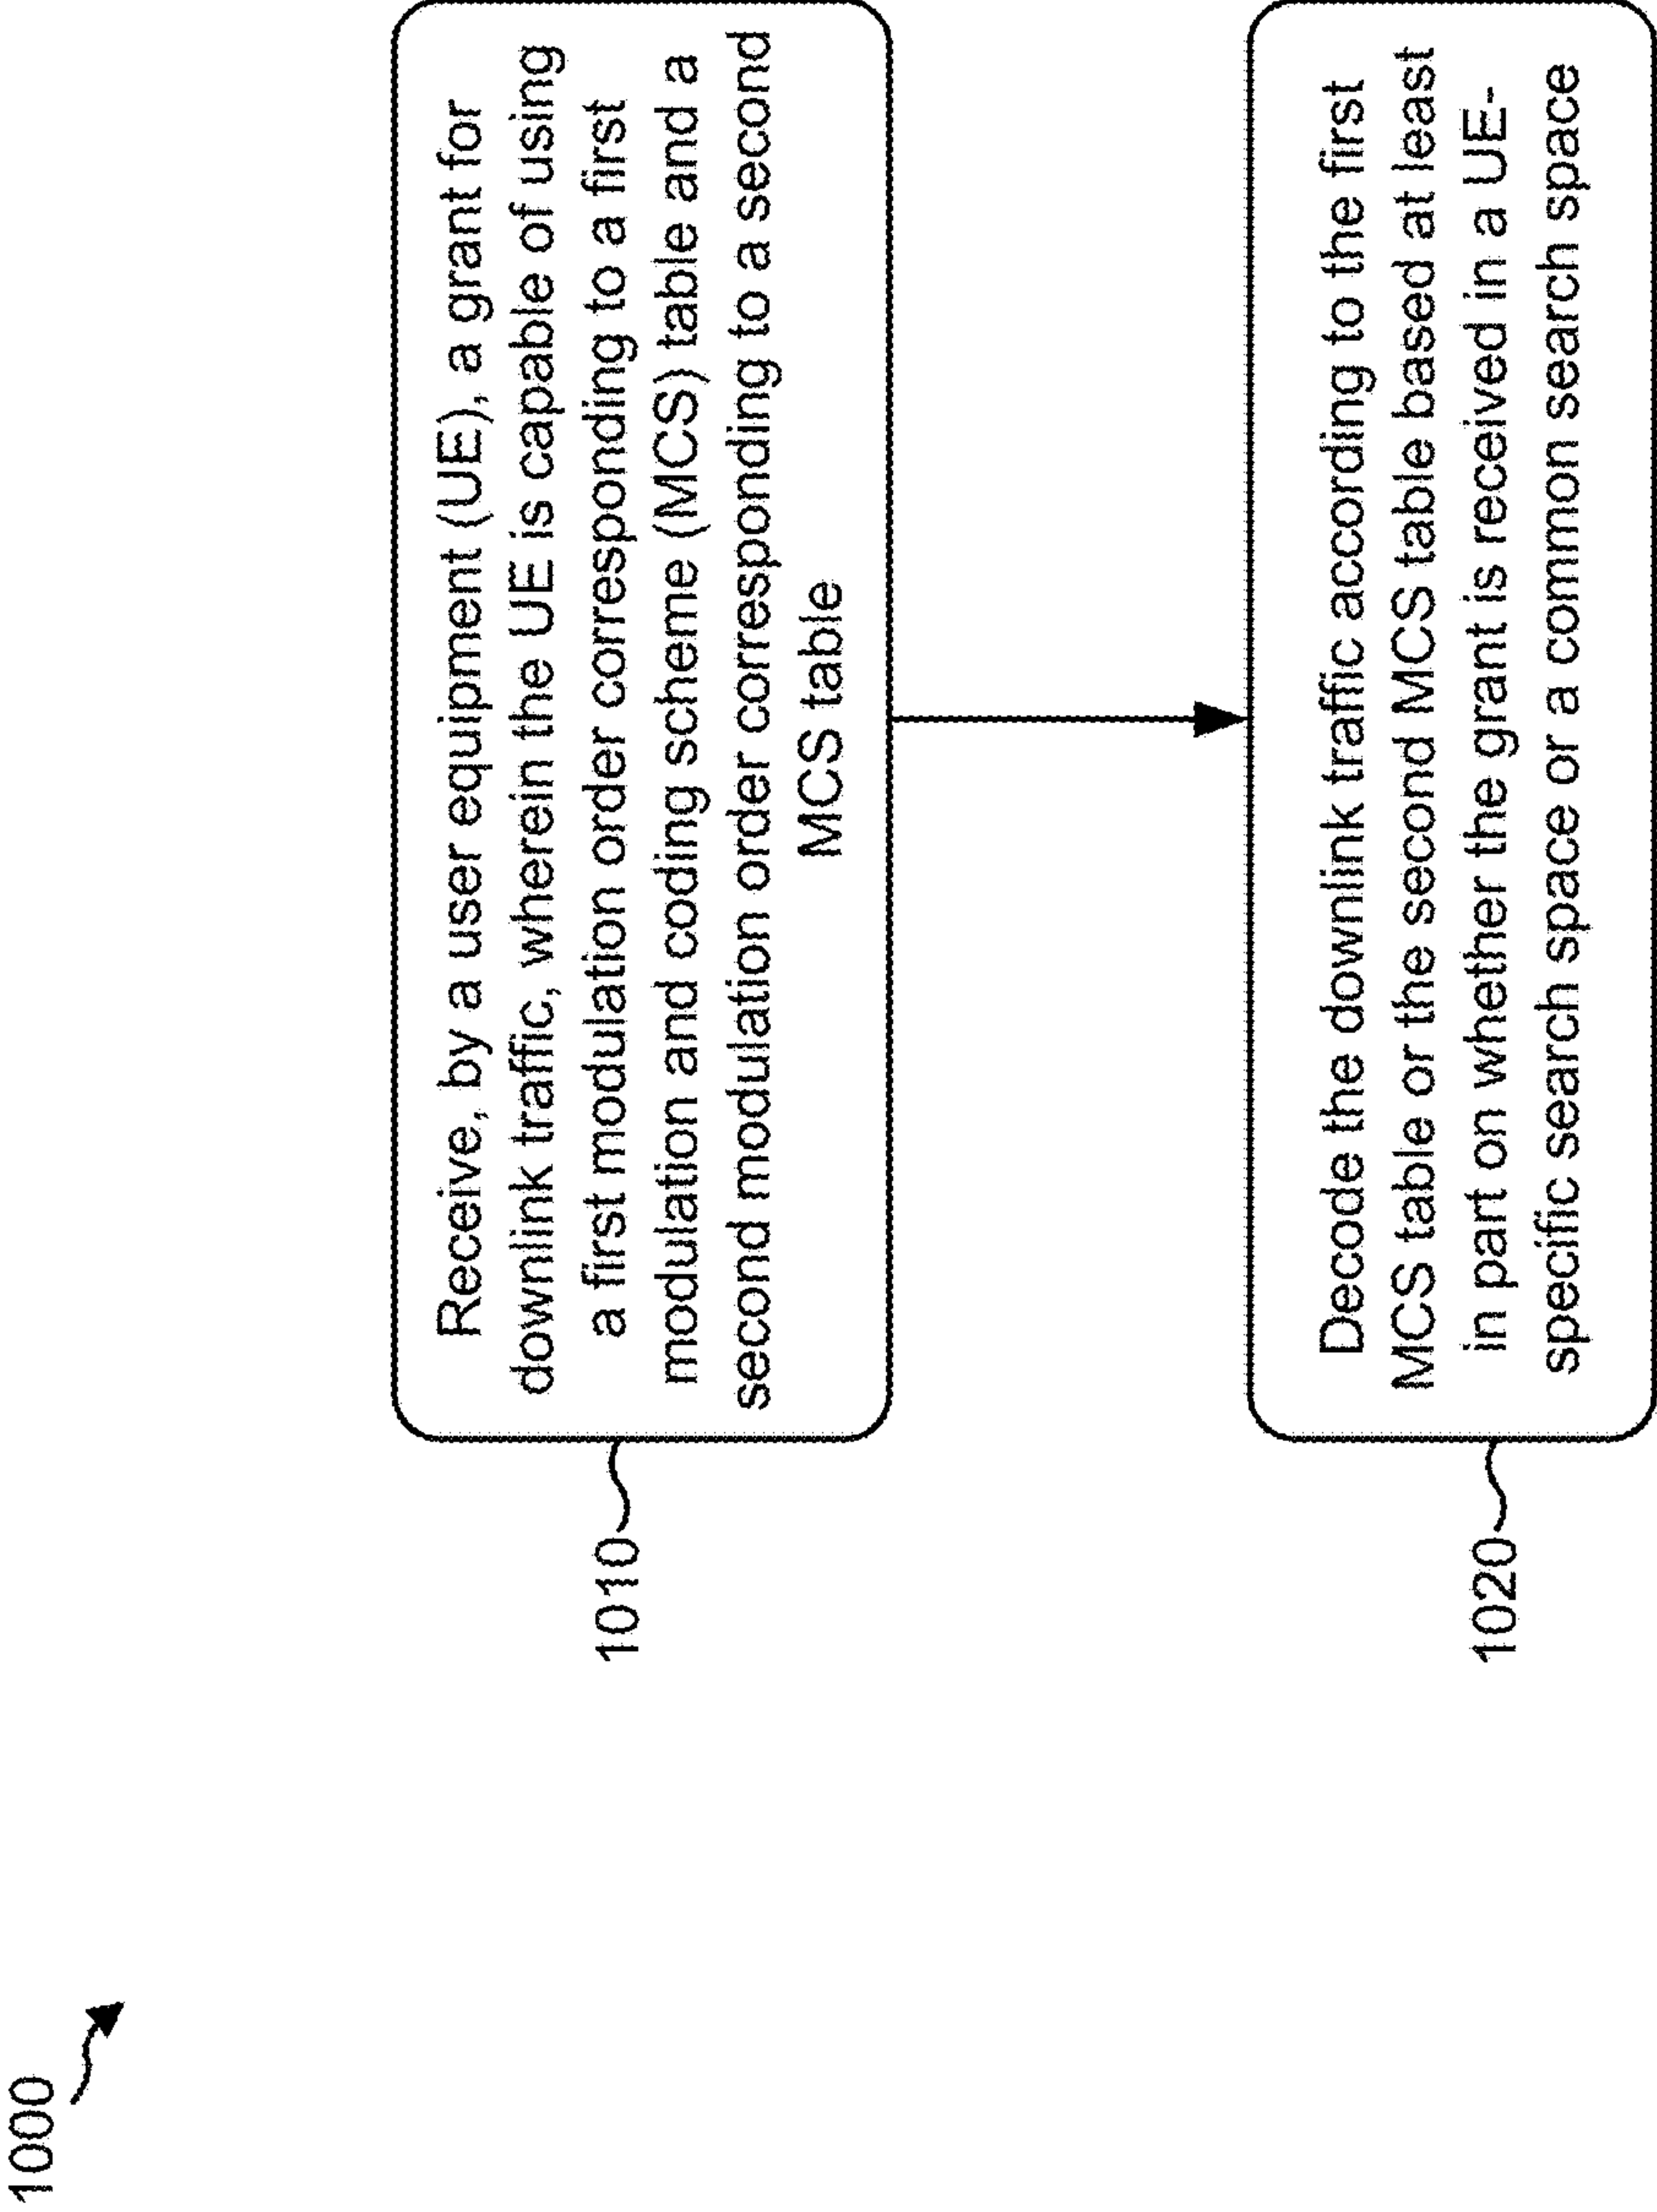 1000
1010
Receive, by a user equipment (UE), a grant for
downlink traffic, wherein the UE is capable of using
a first modulation order corresponding to a first
modulation and coding scheme (MCS) table and a
second modulation order corresponding to a second
MCS table
1020
Decode the downlink traffic according to the first
MCS table or the second MCS table based at least
in part on whether the grant is received in a UE-
specific search space or a common search space